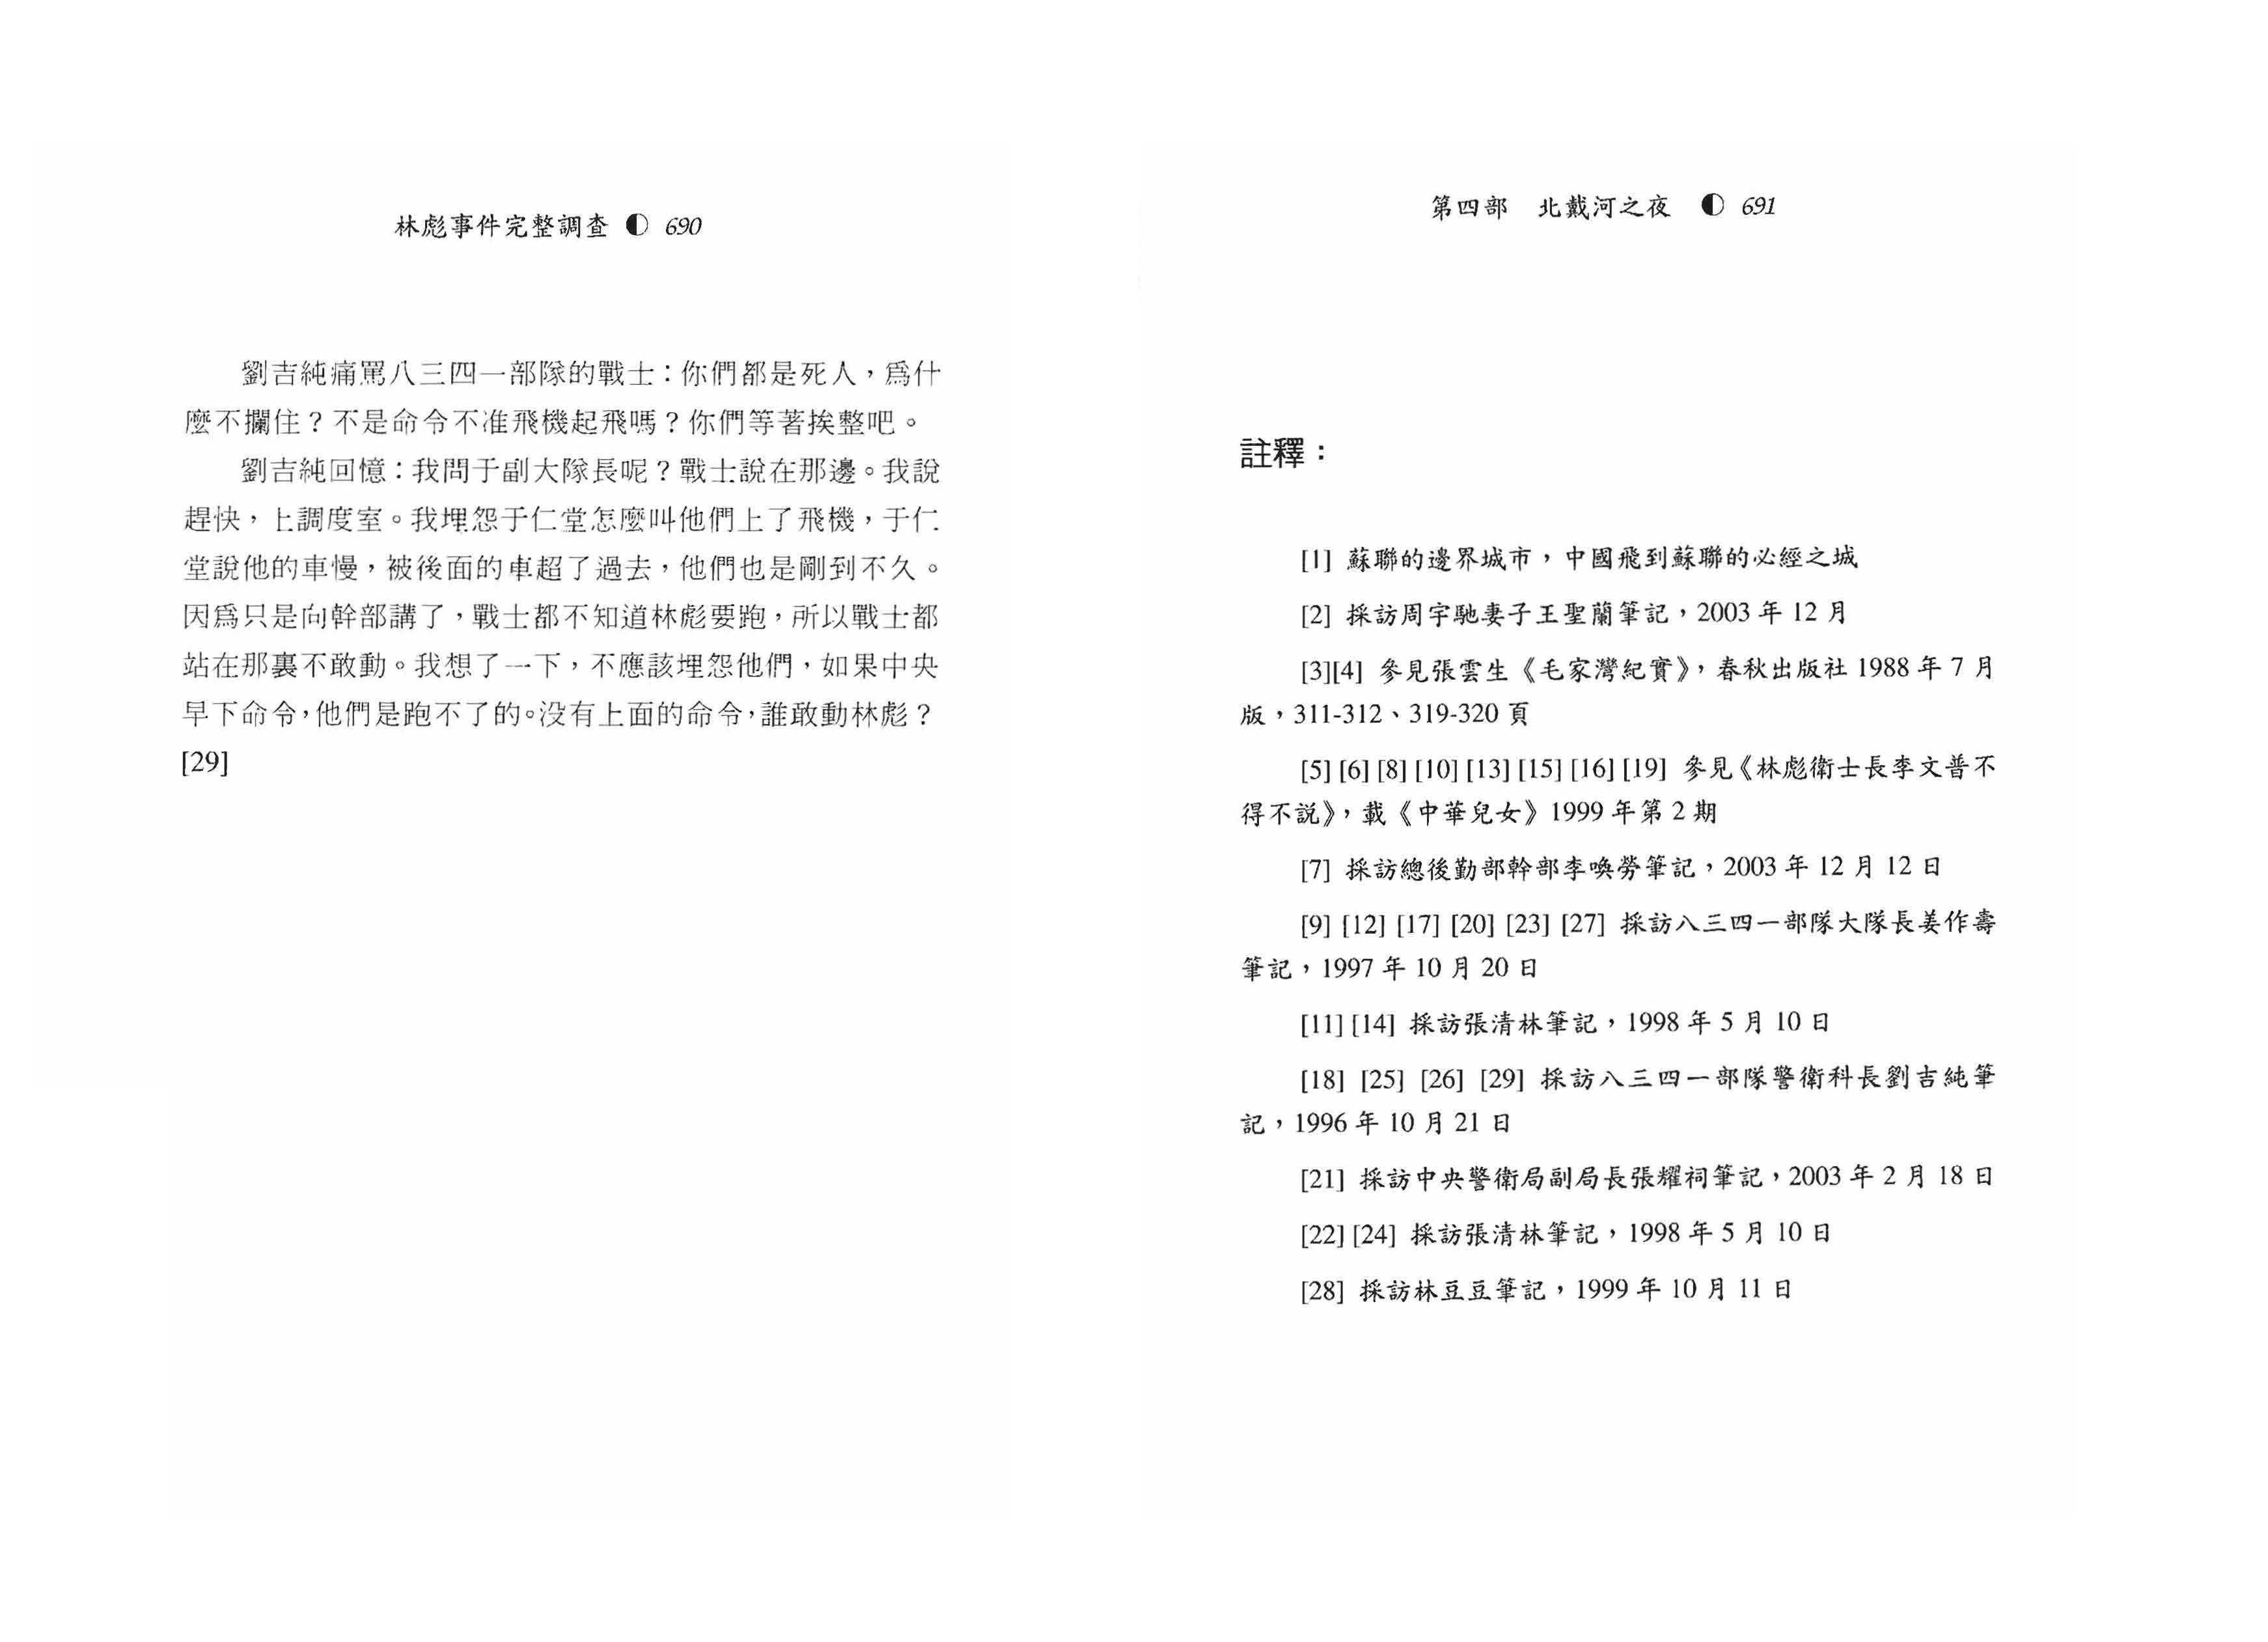 林彪事件完整調查 ◐ 690
劉吉純痛罵八三四一部隊的戰士：你們都是死人，爲什
麼不攔住？不是命令不准飛機起飛嗎？你們等著挨整吧。
劉吉純回憶：我問于副大隊長呢？戰士說在那邊。我說
趕快，上調度室。我埋怨于仁堂怎麼叫他們上了飛機，于仁
堂說他的車慢，被後面的車超了過去，他們也是剛到不久。
因爲只是向幹部講了，戰士都不知道林彪要跑，所以戰士都
站在那裏不敢動。我想了一下，不應該埋怨他們，如果中央
早下命令，他們是跑不了的。没有上面的命令，誰敢動林彪？
[29]
第四部　北戴河之夜 ◐ 691
註釋：
[1] 蘇聯的邊界城市，中國飛到蘇聯的必經之城
[2] 採訪周宇馳妻子王聖蘭筆記，2003 年 12 月
[3][4] 參見張雲生《毛家灣紀實》，春秋出版社 1988 年 7 月
版，311-312、319-320 頁
[5] [6] [8] [10] [13] [15] [16] [19] 參見《林彪衛士長李文普不
得不説》，載《中華兒女》1999 年第 2 期
[7] 採訪總後勤部幹部李喚勞筆記，2003 年 12 月 12 日
[9] [12] [17] [20] [23] [27] 採訪八三四一部隊大隊長姜作壽
筆記，1997 年 10 月 20 日
[11] [14] 採訪張清林筆記，1998 年 5 月 10 日
[18] [25] [26] [29] 採訪八三四一部隊警衛科長劉吉純筆
記，1996 年 10 月 21 日
[21] 採訪中央警衛局副局長張耀祠筆記，2003 年 2 月 18 日
[22] [24] 採訪張清林筆記，1998 年 5 月 10 日
[28] 採訪林豆豆筆記，1999 年 10 月 11 日